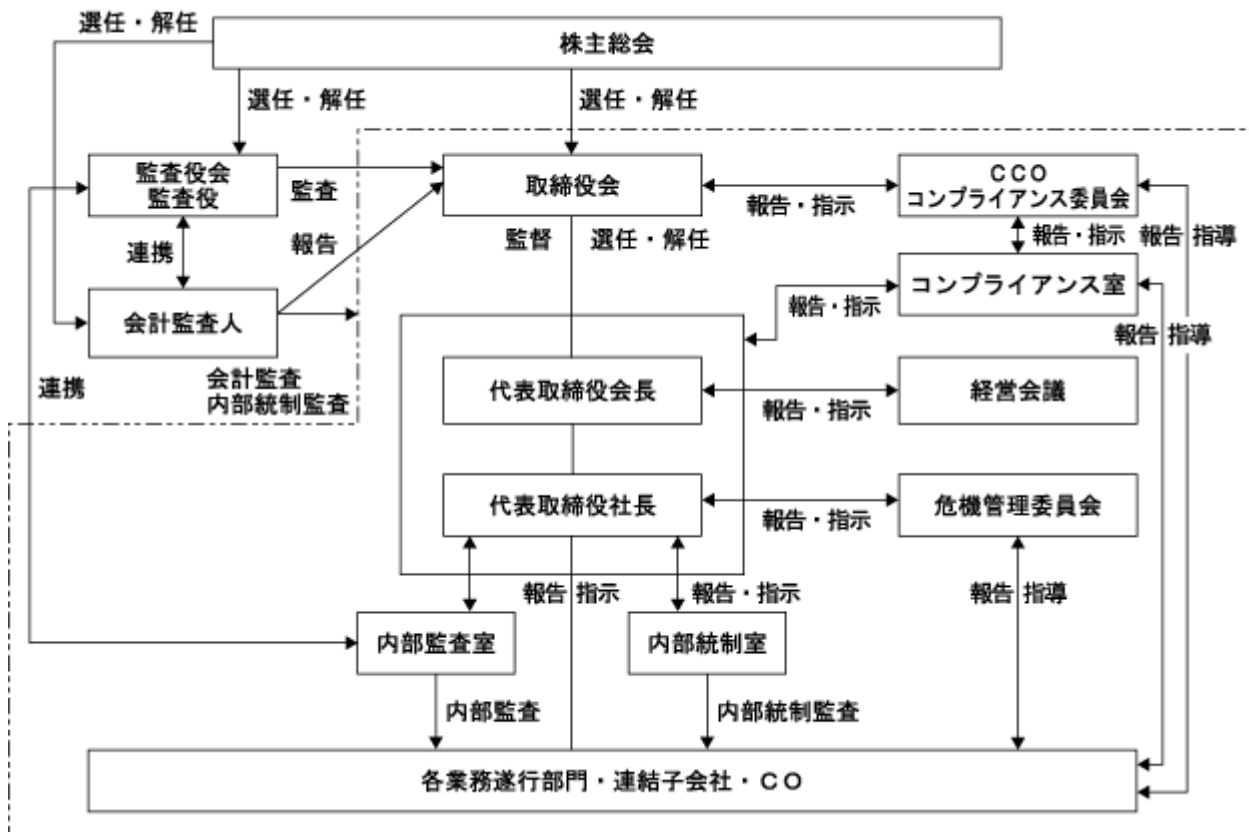 選任・解任
株主総会
選任・解任
選任・解任
監査役会
監査役
監査
取締役会
報告・指示
CCO
コンプライアンス委員会
連携
報告
監督
選任・解任
報告・指示
報告 指導
コンプライアンス室
会計監査人
報告・指示
報告 指導
連携
会計監査
内部統制監査
代表取締役会長
報告・指示
経営会議
代表取締役社長
報告・指示
危機管理委員会
報告 指示
報告・指示
報告 指導
内部監査室
内部統制室
内部監査
内部統制監査
各業務遂行部門・連結子会社・CO